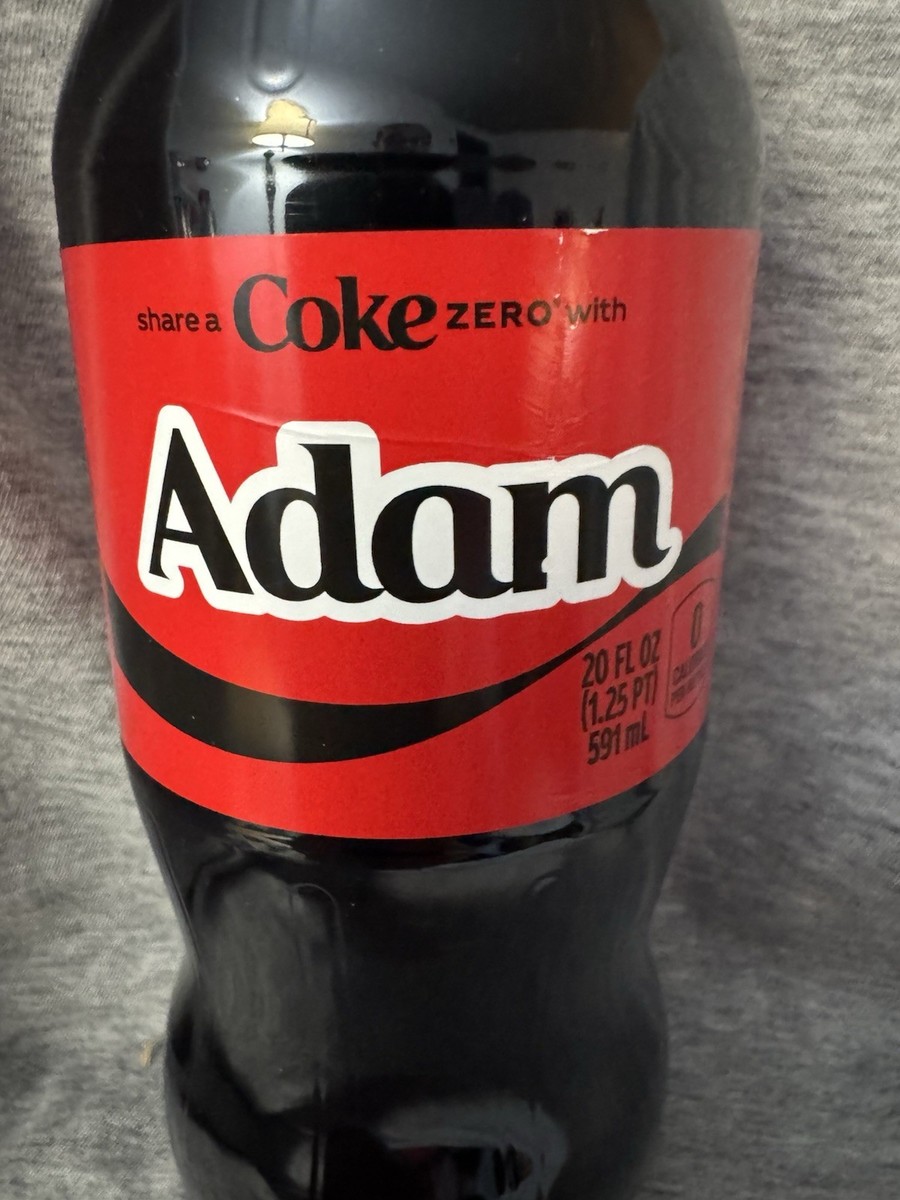 share a Coke ZERO® with
Adam
20 FL OZ
(1.25 PT)
591 mL
0